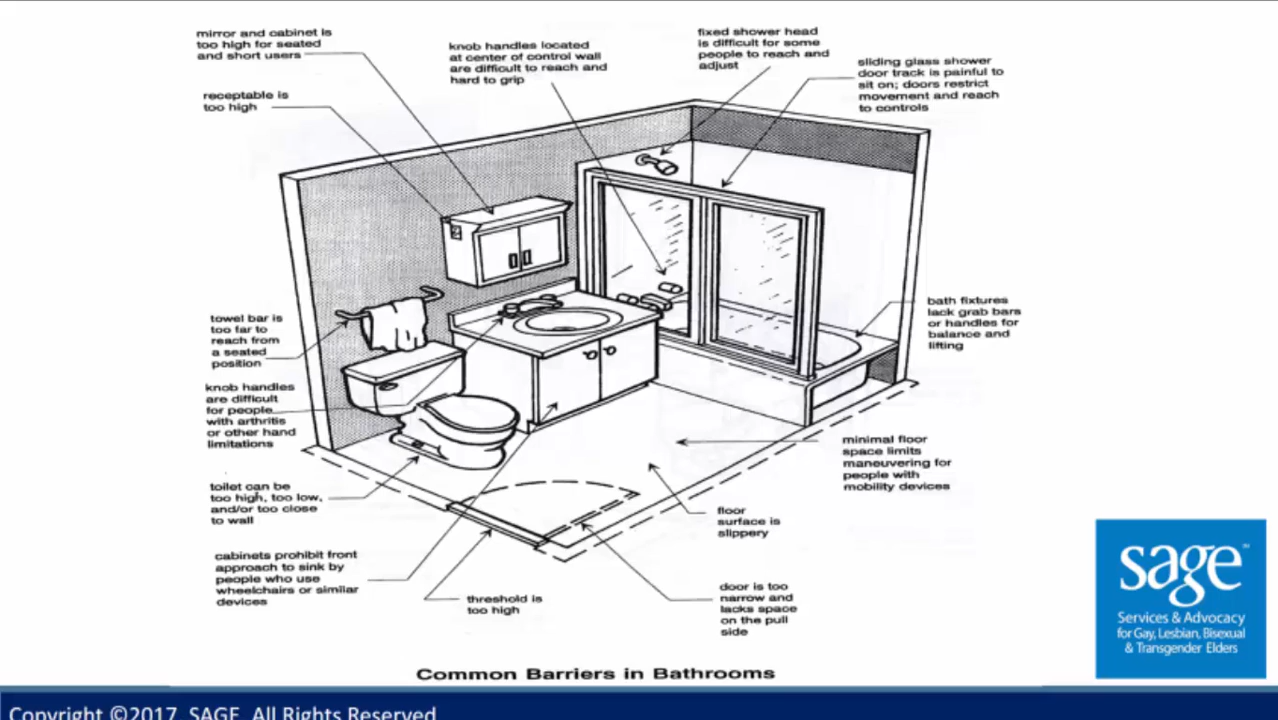 mirror and cabinet is
too high for seated
and short users
receptable is
too high
knob handles located
at center of control wall
are difficult to reach and
hard to grip
fixed shower head
is difficult for some
people to reach and
adjust
sliding glass shower
door track is painful to
sit on; doors restrict
movement and reach
to controls
towel bar is
too far to
reach from
a seated
position
knob handles
are difficult
for people
with arthritis
or other hand
limitations
toilet can be
too high, too low,
and/or too close
to wall
cabinets prohibit front
approach to sink by
people who use
wheelchairs or similar
devices
threshold is
too high
bath fixtures
lack grab bars
or handles for
balance and
lifting
minimal floor
space limits
maneuvering for
people with
mobility devices
floor
surface is
slippery
door is too
narrow and
lacks space
on the pull
side
Common Barriers in Bathrooms
sage™
Services & Advocacy
for Gay, Lesbian, Bisexual
& Transgender Elders
Copyright ©2017 SAGE. All Rights Reserved